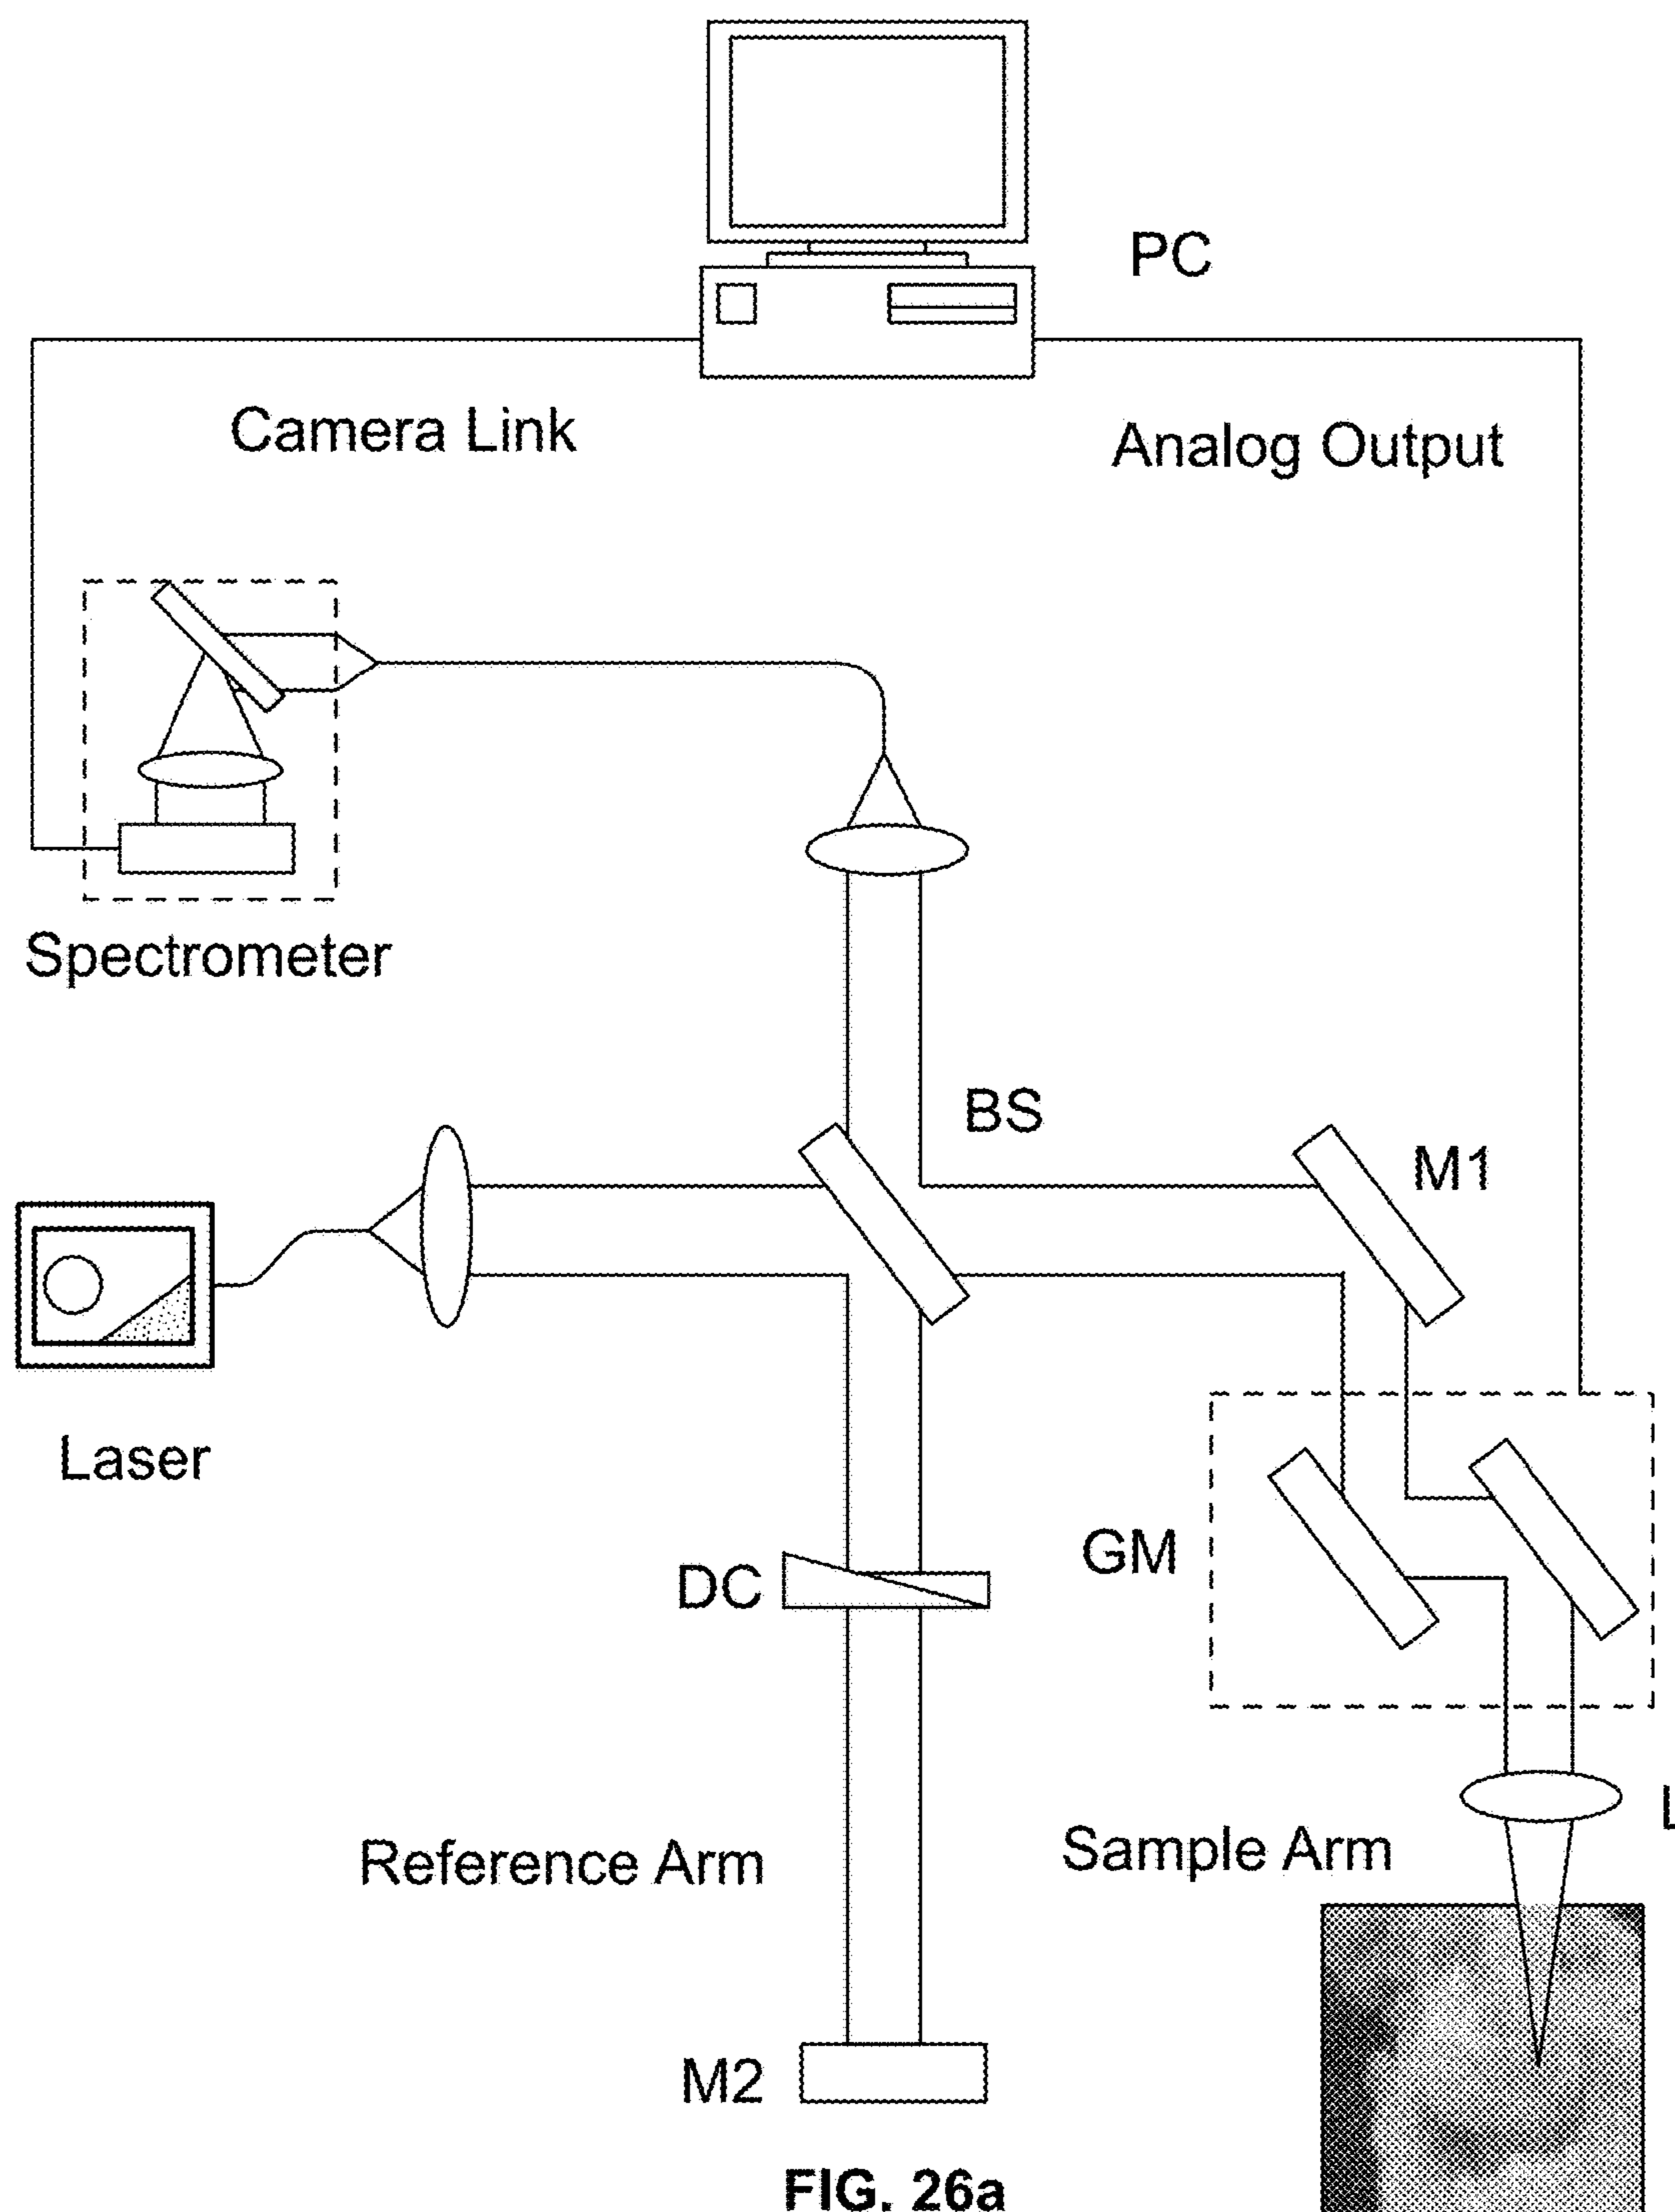 PC
Camera Link
Analog Output
Spectrometer
BS
M1
Laser
DC
GM
L
Reference Arm
Sample Arm
M2
FIG. 26a